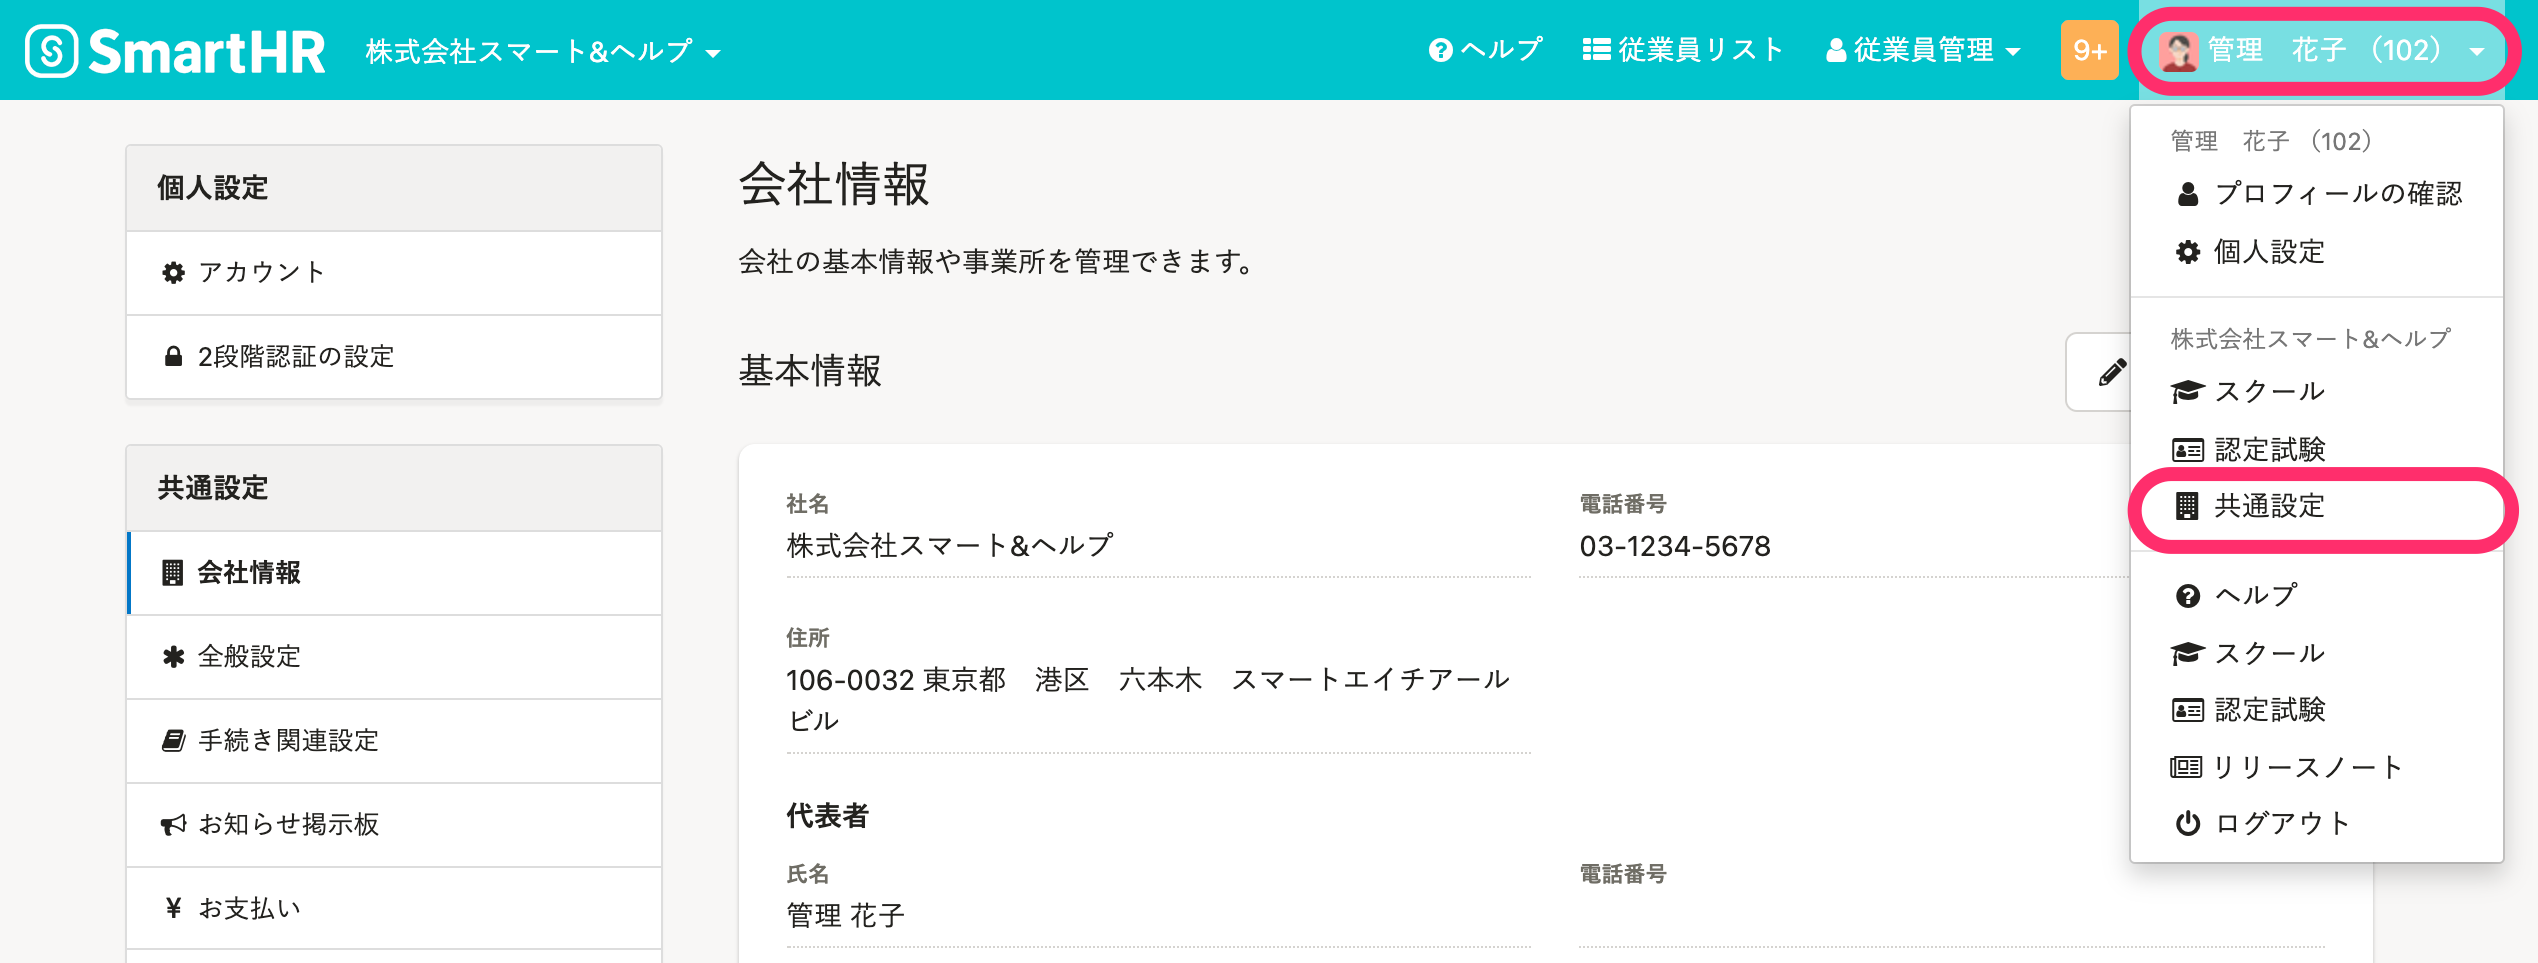 SmartHR 株式会社スマート&ヘルプ ヘルプ 従業員リスト 従業員管理 9+ 管理　花子　（102）
個人設定
アカウント
2段階認証の設定
共通設定
会社情報
全般設定
手続き関連設定
お知らせ掲示板
¥ お支払い
会社情報
会社の基本情報や事業所を管理できます。
基本情報
社名
株式会社スマート&ヘルプ
電話番号
03-1234-5678
住所
106-0032 東京都　港区　六本木　スマートエイチアール
ビル
代表者
氏名
管理 花子
電話番号
管理　花子　（102）
プロフィールの確認
個人設定
株式会社スマート&ヘルプ
スクール
認定試験
共通設定
ヘルプ
スクール
認定試験
リリースノート
ログアウト